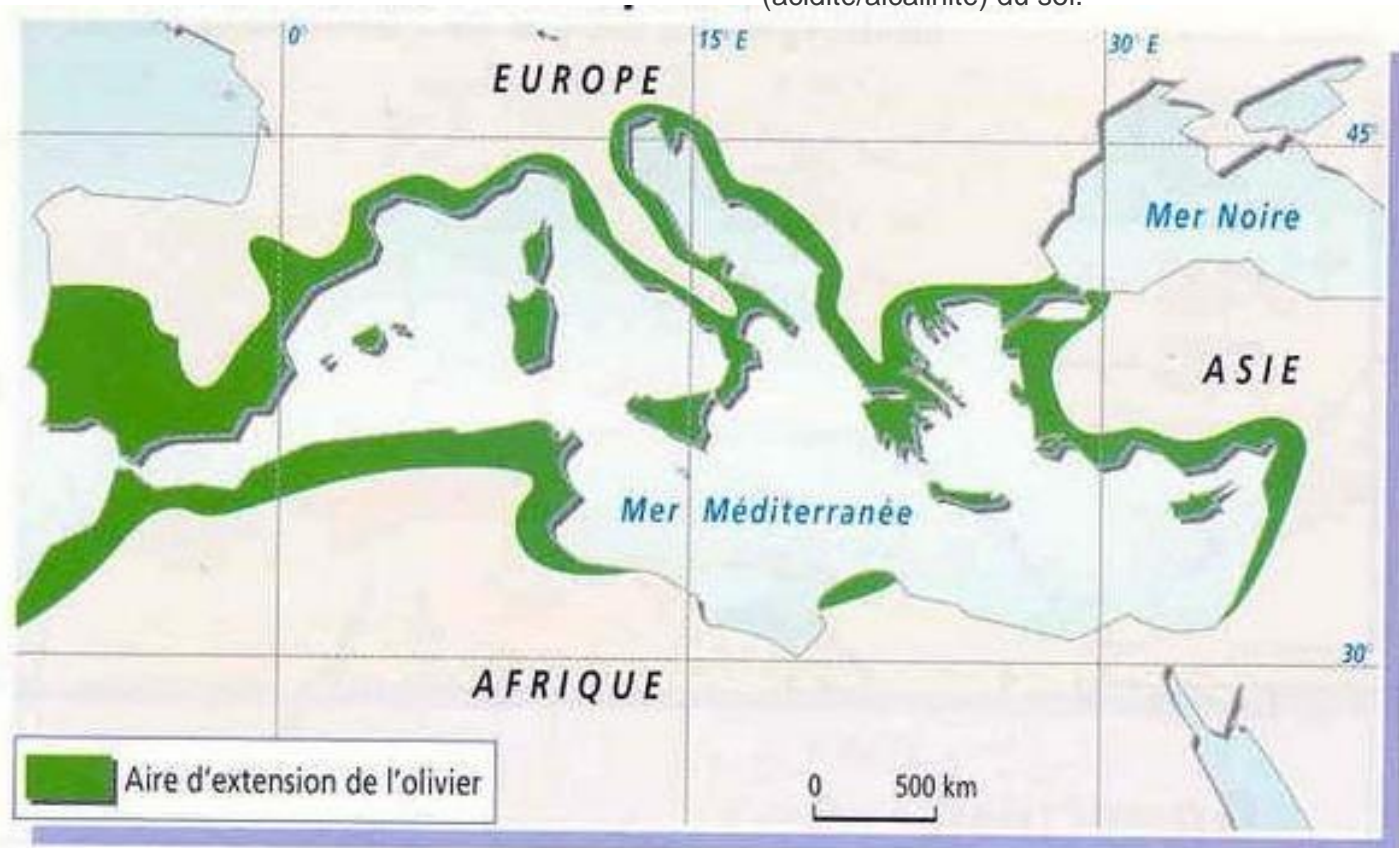 (acidité/alcalinité) du sol.
0°
15° E
30° E
EUROPE
45°
Mer Noire
ASIE
Mer Méditerranée
30°
AFRIQUE
Aire d'extension de l'olivier
0 500 km